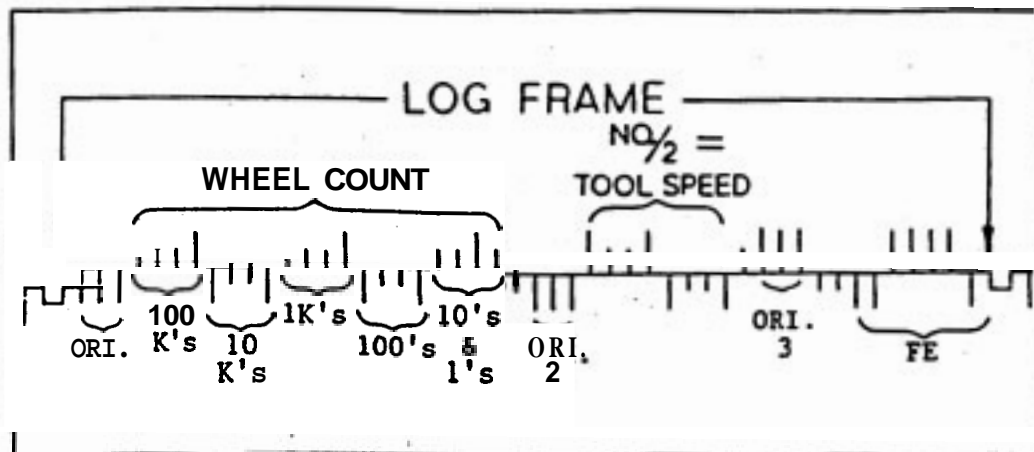 LOG FRAME
NO/2 =
WHEEL COUNT
TOOL SPEED
ORI.
100
K's
10
K's
1K's
100's
10's
&
1's
ORI.
2
ORI.
3
FE